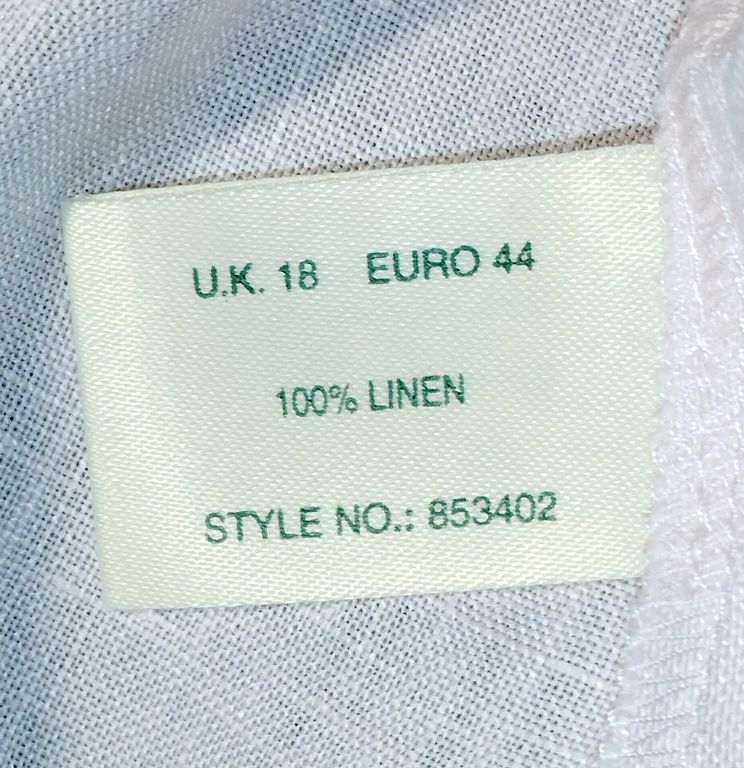 U.K. 18 EURO 44
100% LINEN
STYLE NO.: 853402